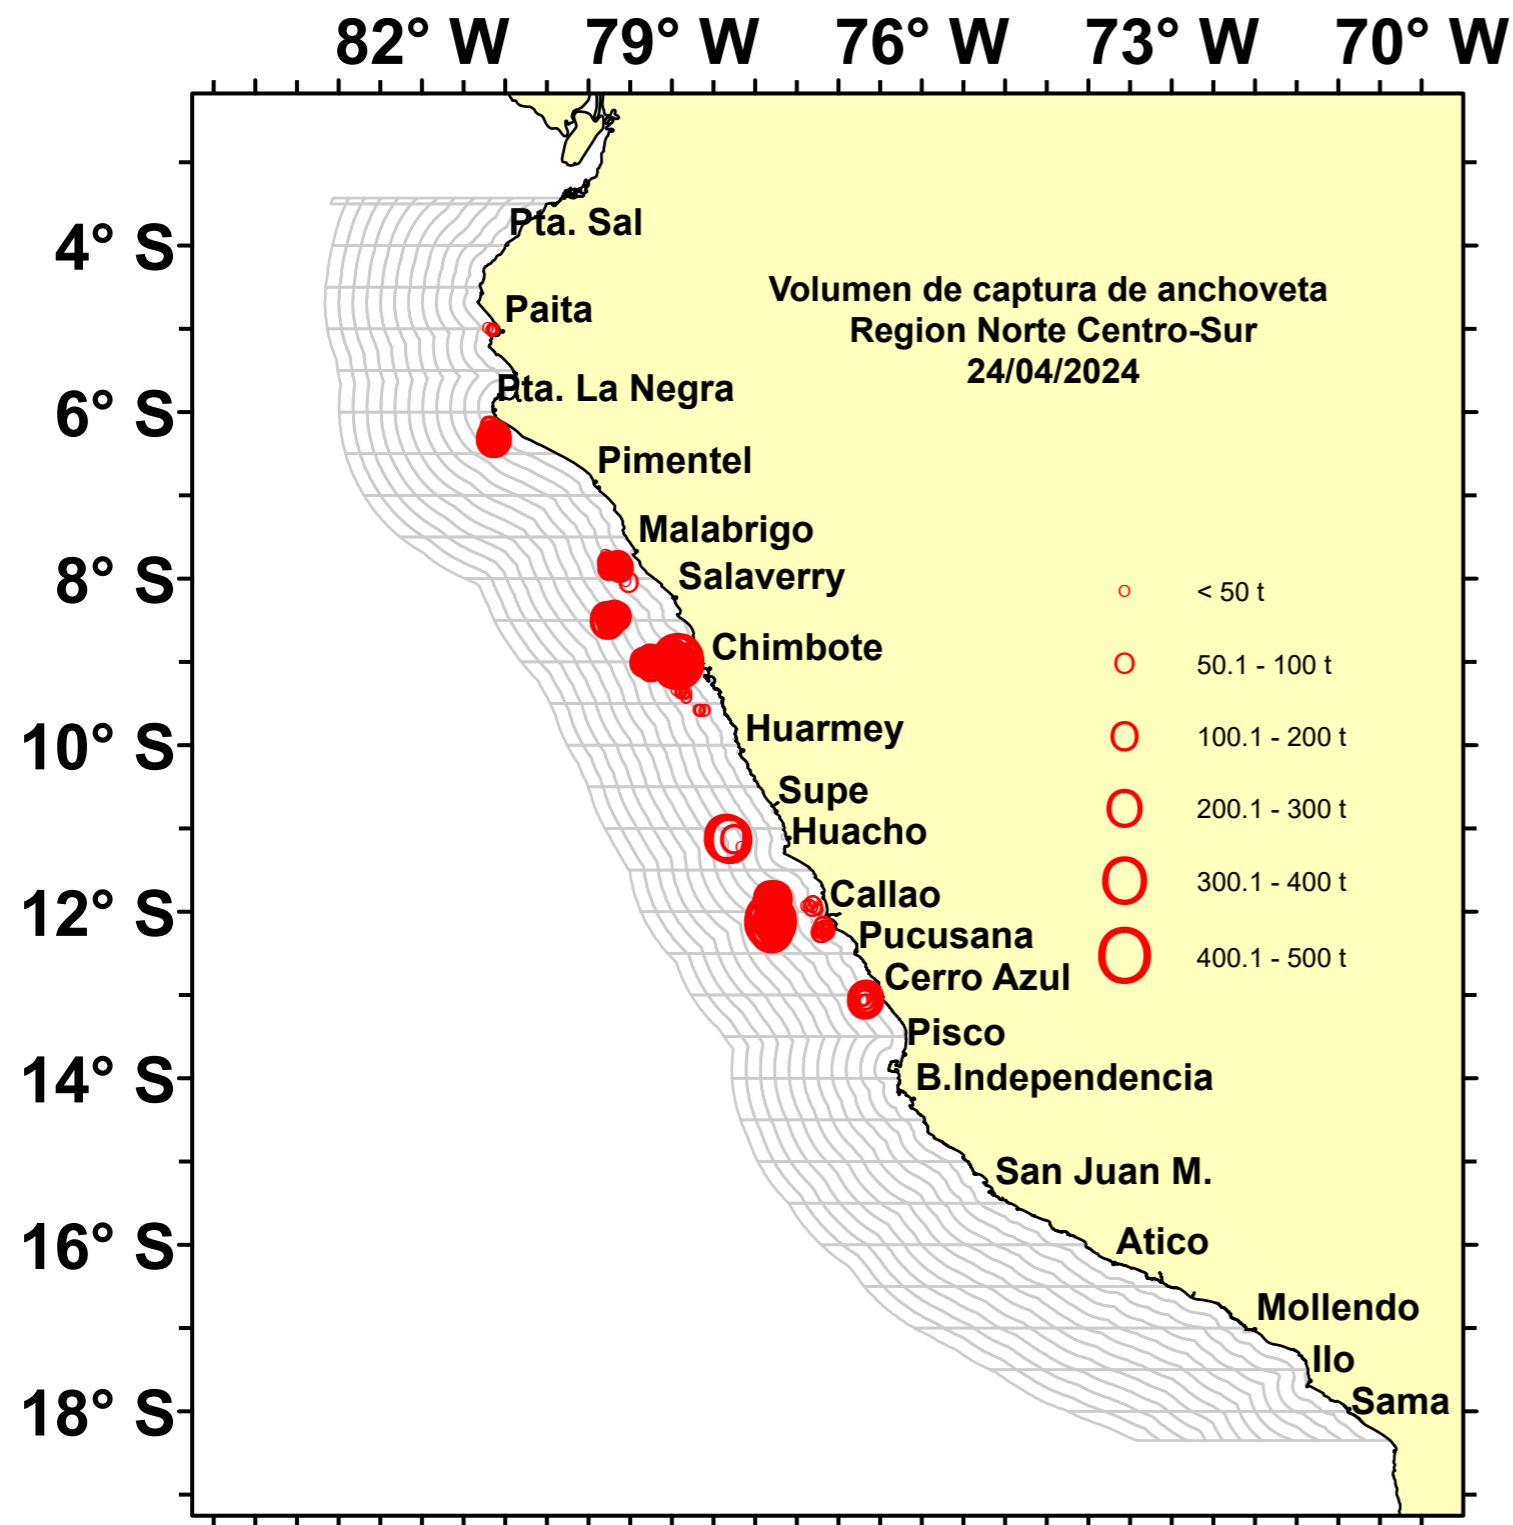 82° W 79° W 76° W 73° W 70° W
4° S
6° S
8° S
10° S
12° S
14° S
16° S
18° S
Volumen de captura de anchoveta
Region Norte Centro-Sur
24/04/2024
Pta. Sal
Paita
Pta. La Negra
Pimentel
Malabrigo
Salaverry
Chimbote
Huarmey
Supe
Huacho
Callao
Pucusana
Cerro Azul
Pisco
B.Independencia
San Juan M.
Atico
Mollendo
Ilo
Sama
< 50 t
50.1 - 100 t
100.1 - 200 t
200.1 - 300 t
300.1 - 400 t
400.1 - 500 t